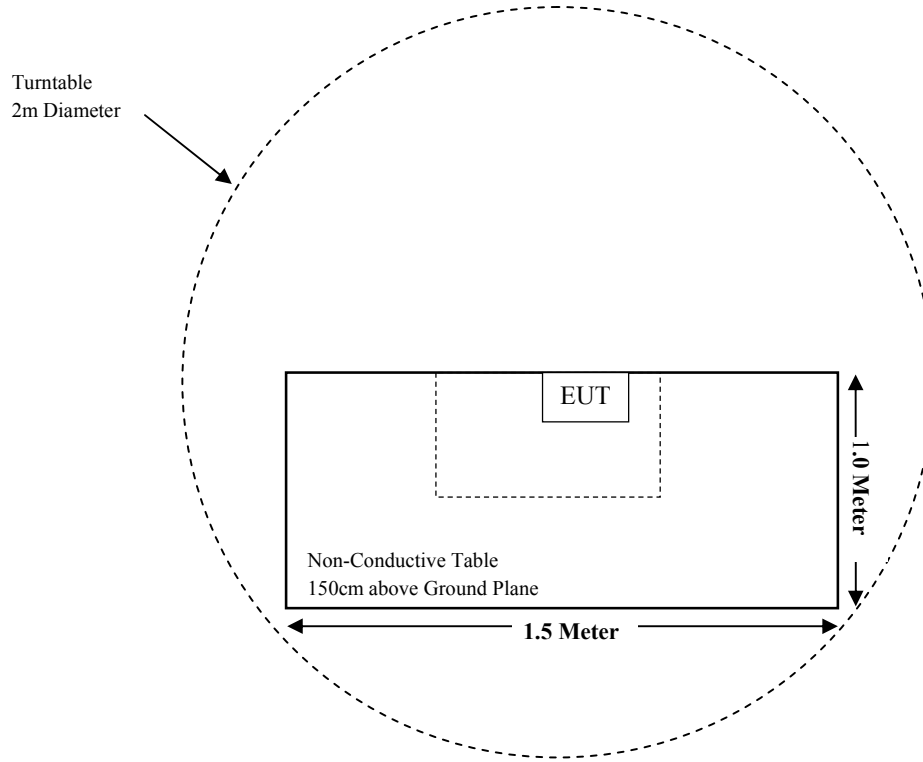 Turntable
2m Diameter
EUT
1.0 Meter
Non-Conductive Table
150cm above Ground Plane
1.5 Meter